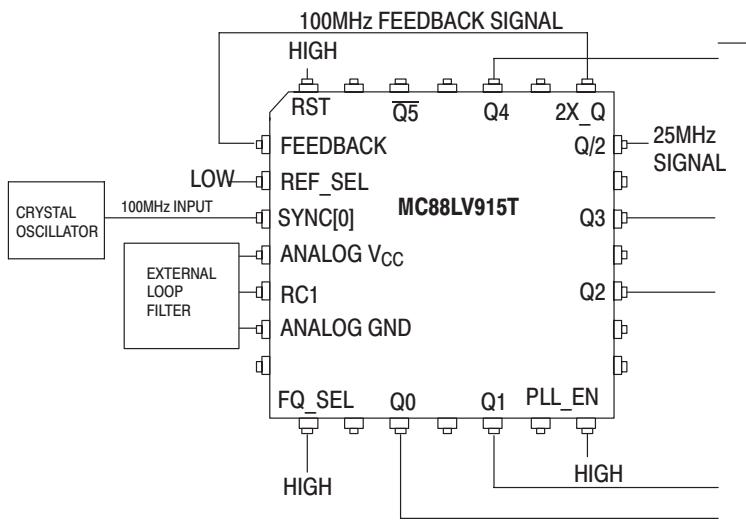 100MHz FEEDBACK SIGNAL
HIGH
RST
Q5
Q4
2X_Q
FEEDBACK
Q/2
25MHz
SIGNAL
LOW
REF_SEL
MC88LV915T
CRYSTAL
OSCILLATOR
100MHz INPUT
SYNC[0]
Q3
ANALOG VCC
EXTERNAL
LOOP
FILTER
RC1
Q2
ANALOG GND
FQ_SEL
Q0
Q1
PLL_EN
HIGH
HIGH